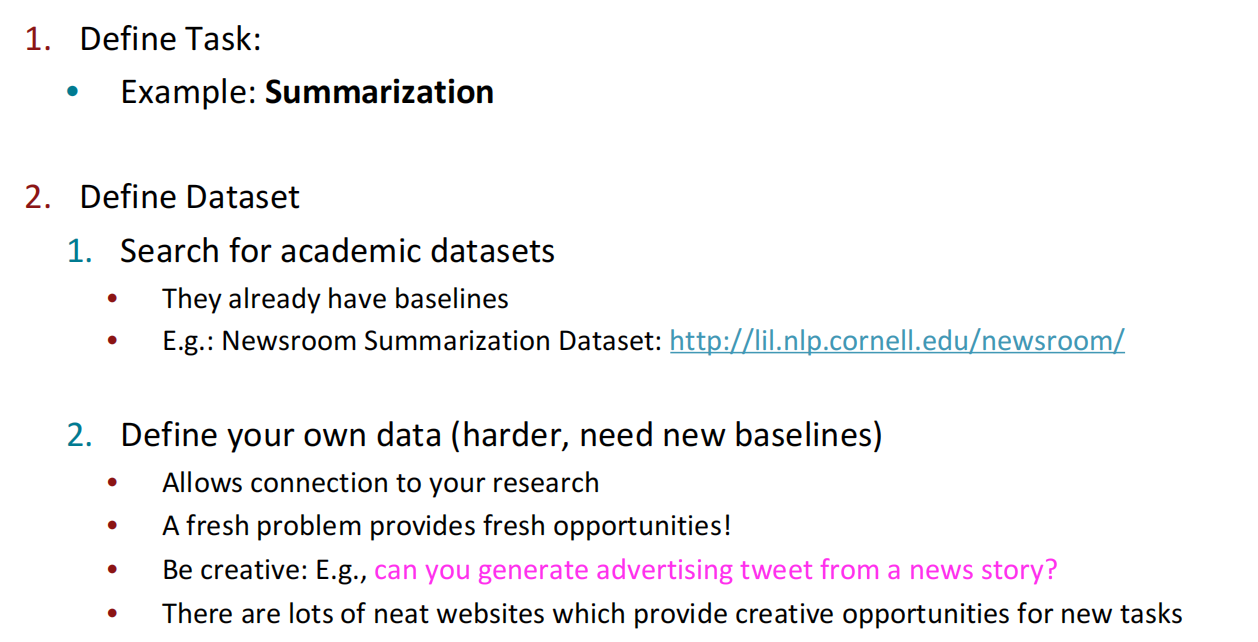 1. Define Task:
• Example: Summarization
2. Define Dataset
1. Search for academic datasets
• They already have baselines
• E.g.: Newsroom Summarization Dataset: http://lil.nlp.cornell.edu/newsroom/
2. Define your own data (harder, need new baselines)
• Allows connection to your research
• A fresh problem provides fresh opportunities!
• Be creative: E.g., can you generate advertising tweet from a news story?
• There are lots of neat websites which provide creative opportunities for new tasks